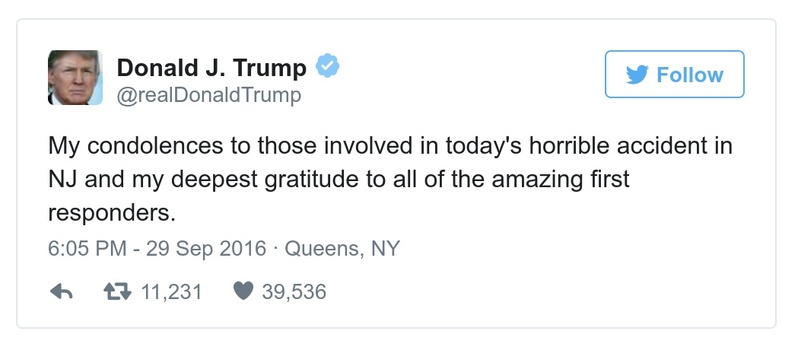 Donald J. Trump
@realDonaldTrump
Follow
My condolences to those involved in today's horrible accident in
NJ and my deepest gratitude to all of the amazing first
responders.
6:05 PM - 29 Sep 2016 · Queens, NY
11,231 39,536